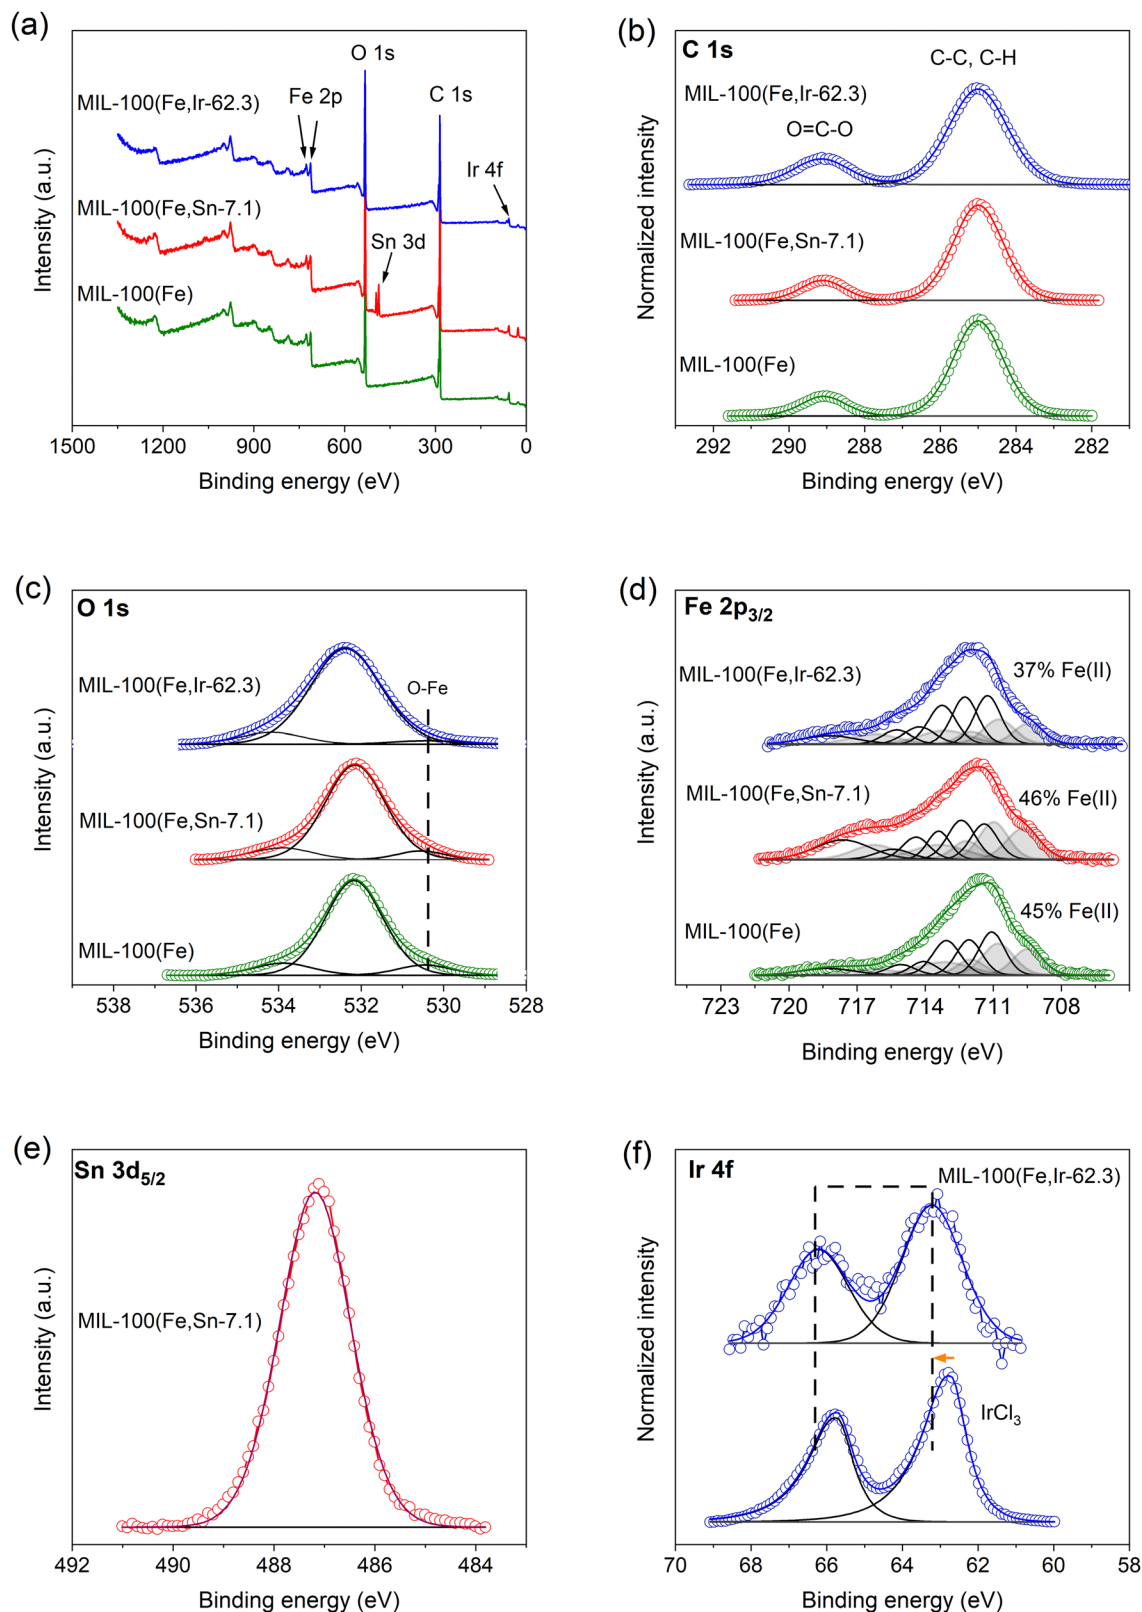 (a)
O 1s
MIL-100(Fe,Ir-62.3)
Fe 2p
C 1s
Ir 4f
MIL-100(Fe,Sn-7.1)
Sn 3d
MIL-100(Fe)
Intensity (a.u.)
1500 1200 900 600 300 0
Binding energy (eV)
(b)
C 1s
C-C, C-H
MIL-100(Fe,Ir-62.3)
O=C-O
MIL-100(Fe,Sn-7.1)
MIL-100(Fe)
Normalized intensity
292 290 288 286 284 282
Binding energy (eV)
(c)
O 1s
MIL-100(Fe,Ir-62.3)
O-Fe
MIL-100(Fe,Sn-7.1)
MIL-100(Fe)
Intensity (a.u.)
538 536 534 532 530 528
Binding energy (eV)
(d)
Fe 2p3/2
MIL-100(Fe,Ir-62.3)
37% Fe(II)
MIL-100(Fe,Sn-7.1)
46% Fe(II)
MIL-100(Fe)
45% Fe(II)
Intensity (a.u.)
723 720 717 714 711 708
Binding energy (eV)
(e)
Sn 3d5/2
MIL-100(Fe,Sn-7.1)
Intensity (a.u.)
492 490 488 486 484
Binding energy (eV)
(f)
Ir 4f
MIL-100(Fe,Ir-62.3)
IrCl3
Normalized intensity
70 68 66 64 62 60 58
Binding energy (eV)